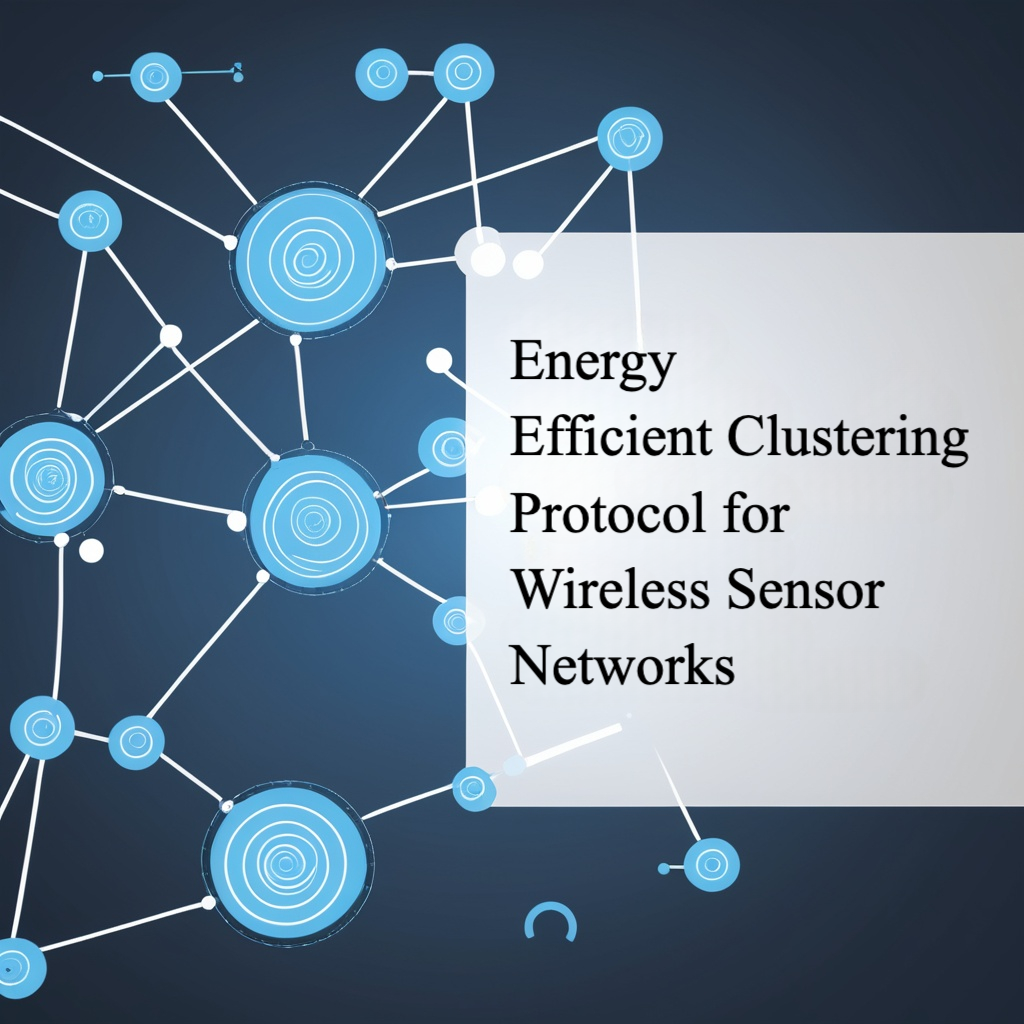 Energy
Efficient Clustering
Protocol for
Wireless Sensor
Networks